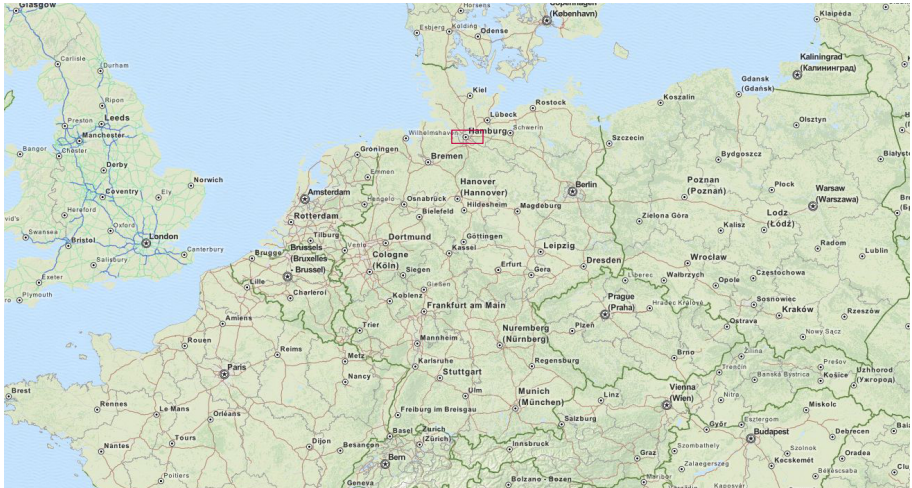 Glasgow
Horsens
Copenhagen
(København)
Klaipėda
Esbjerg
Kolding
Odense
Carlisle
Durham
Kaliningrad
(Калининград)
Kiel
Gdansk
(Gdańsk)
Ripon
Rostock
Koszalin
Preston
Leeds
Lübeck
Olsztyn
Manchester
Wilhelmshaven
Hamburg
Schwerin
Szczecin
Bangor
Chester
Groningen
Bremen
Bydgoszcz
Białysto
Derby
Emmen
Norwich
Hanover
(Hannover)
Berlin
Poznan
(Poznań)
Plock
Warsaw
(Warszawa)
Coventry
Ely
Amsterdam
Hengelo
Osnabrück
Hildesheim
Magdeburg
vid's
Hereford
Rotterdam
Bielefeld
Zielona Góra
Kalisz
Lodz
(Łódź)
Swansea
Oxford
London
Tilburg
Dortmund
Göttingen
Bristol
Canterbury
Brugge
Brussels
(Bruxelles
Brussel)
Venlo
Kassel
Leipzig
Radom
Lublin
Salisbury
Cologne
(Köln)
Siegen
Erfurt
Gera
Dresden
Wrocław
Exeter
Lille
Charleroi
Gießen
Liberec
Wałbrzych
Opole
Częstochowa
Plymouth
Koblenz
Frankfurt am Main
Prague
(Praha)
Hradec Králové
Sosnowiec
Kraków
Rzeszów
Amiens
Trier
Nuremberg
(Nürnberg)
Plzeň
Ostrava
Nowy Sącz
Rouen
Reims
Mannheim
Metz
Karlsruhe
Regensburg
Brno
Žilina
Prešov
Paris
Nancy
Stuttgart
Trenčín
Banská Bystrica
Košice
Uzhhorod
(Ужгород)
Brest
Ulm
Munich
(München)
Linz
Vienna
(Wien)
Nitra
Rennes
Le Mans
Orléans
Freiburg im Breisgau
Salzburg
Miskolc
Győr
Esztergom
Nantes
Tours
Dijon
Besançon
Basel
Zurich
(Zürich)
Innsbruck
Graz
Szombathely
Budapest
Debrecen
Szolnok
Oradea
Poitiers
Bern
Zalaegerszeg
Kecskemét
Békéscsaba
Geneva
Bolzano - Bozen
Maribor
Kaposvár